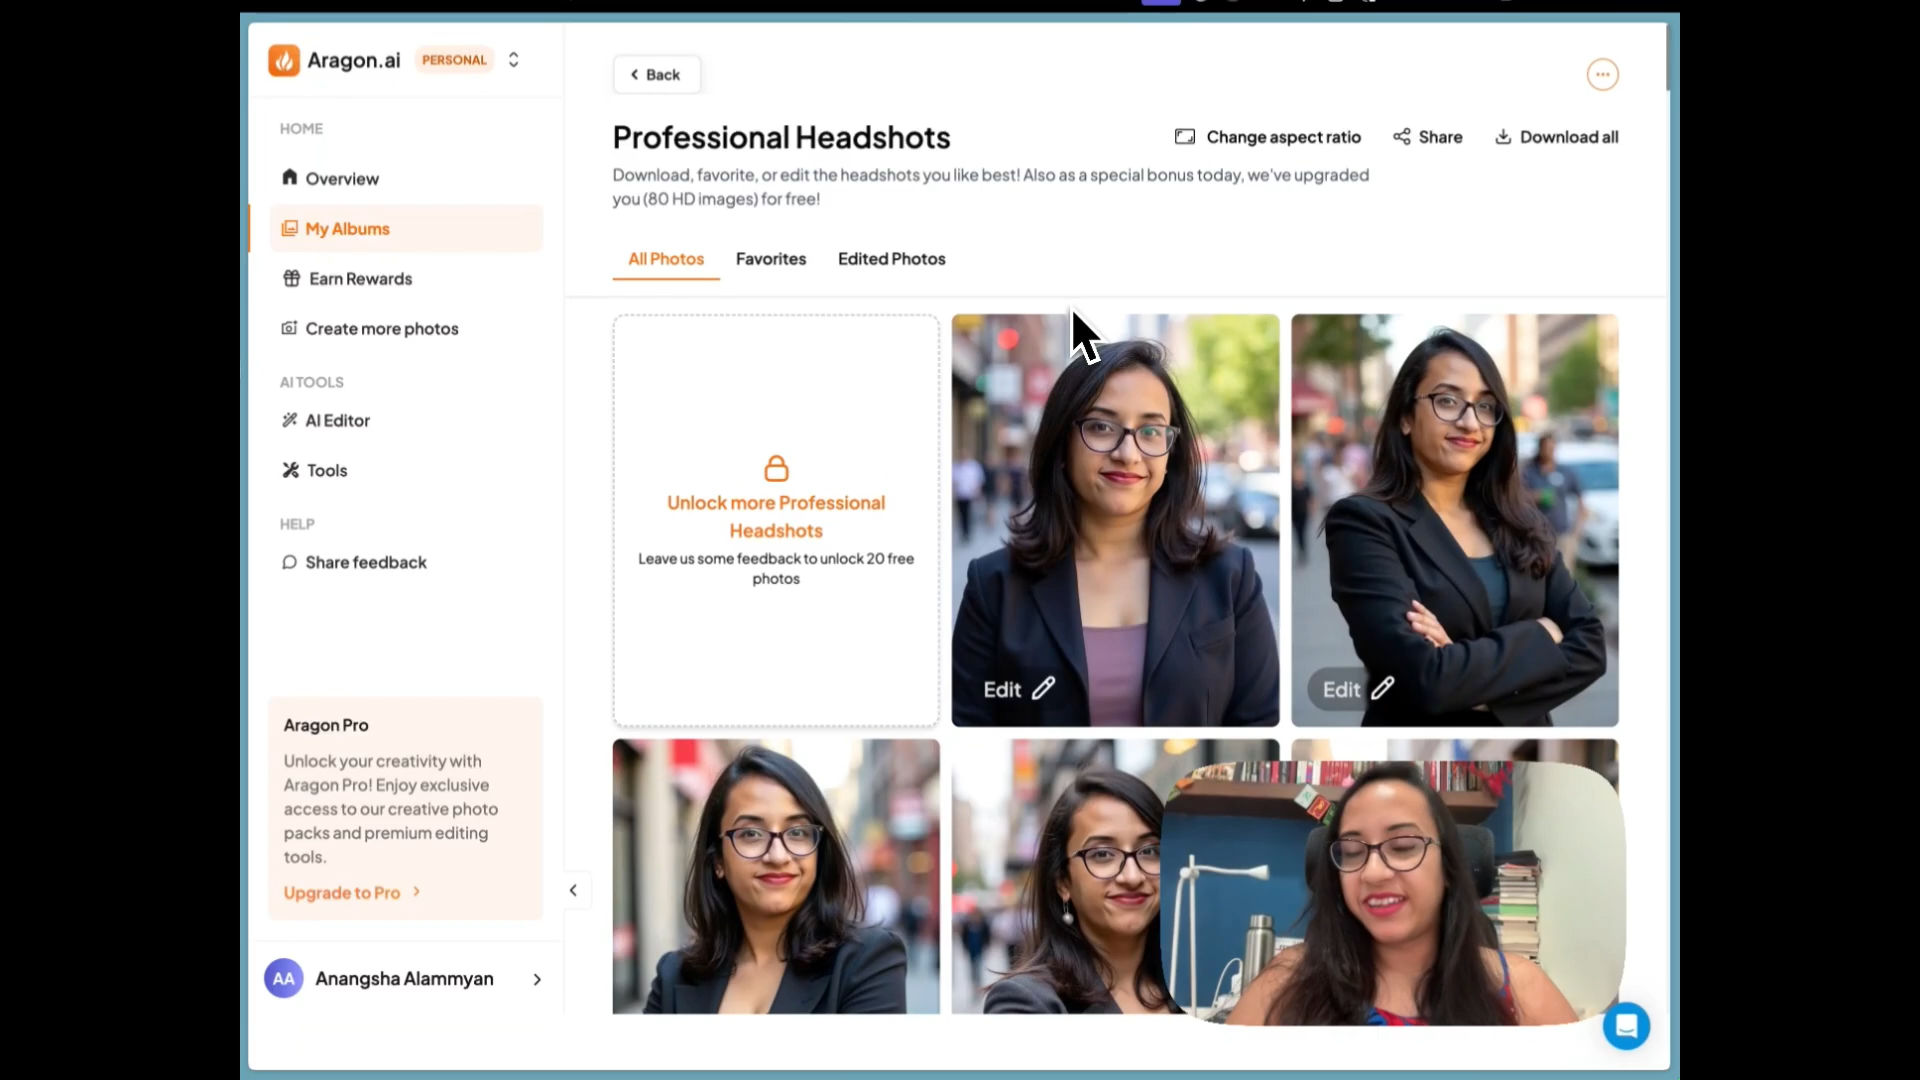 Aragon.ai PERSONAL
HOME
Overview
My Albums
Earn Rewards
Create more photos
AI TOOLS
AI Editor
Tools
HELP
Share feedback
Aragon Pro
Unlock your creativity with
Aragon Pro! Enjoy exclusive
access to our creative photo
packs and premium editing
tools.
Upgrade to Pro
AA Anangsha Alammyan
Back
Professional Headshots
Change aspect ratio
Share
Download all
Download, favorite, or edit the headshots you like best! Also as a special bonus today, we've upgraded
you (80 HD images) for free!
All Photos Favorites Edited Photos
Unlock more Professional
Headshots
Leave us some feedback to unlock 20 free
photos
Edit
Edit